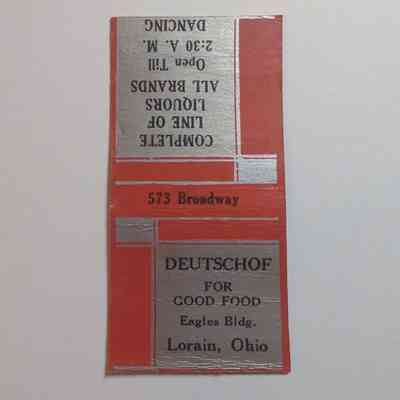 COMPLETE
LINE OF
LIQUORS
ALL BRANDS
Open Till
2:30 A. M.
DANCING
573 Broadway
DEUTSCHOF
FOR
GOOD FOOD
Eagles Bldg.
Lorain, Ohio